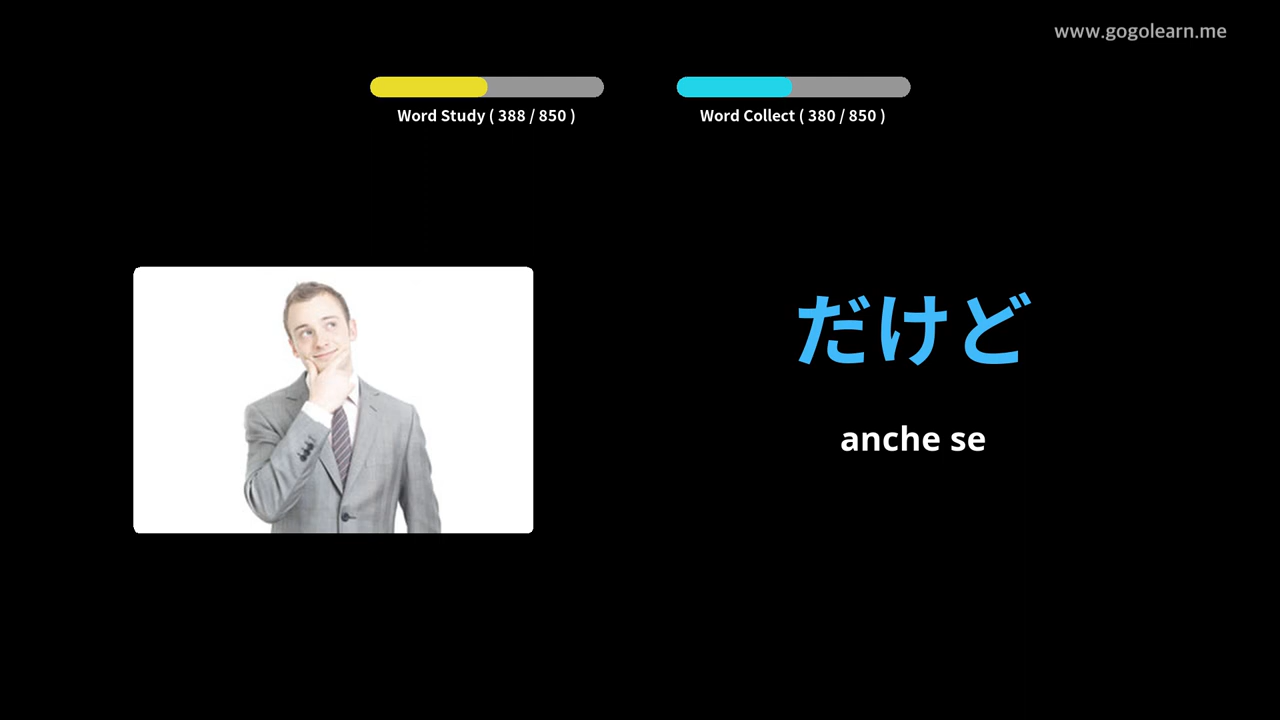 www.gogolearn.me
Word Study ( 388 / 850 )
Word Collect ( 380 / 850 )
だけど
anche se